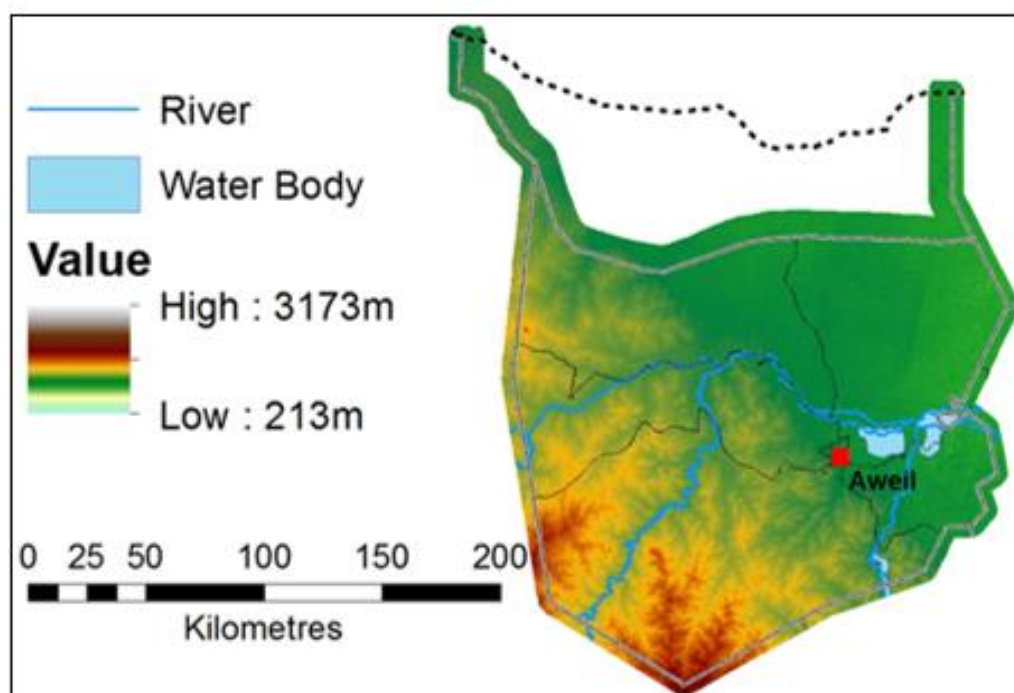 River
Water Body
Value
High : 3173m
Low : 213m
Aweil
0 25 50 100 150 200
Kilometres